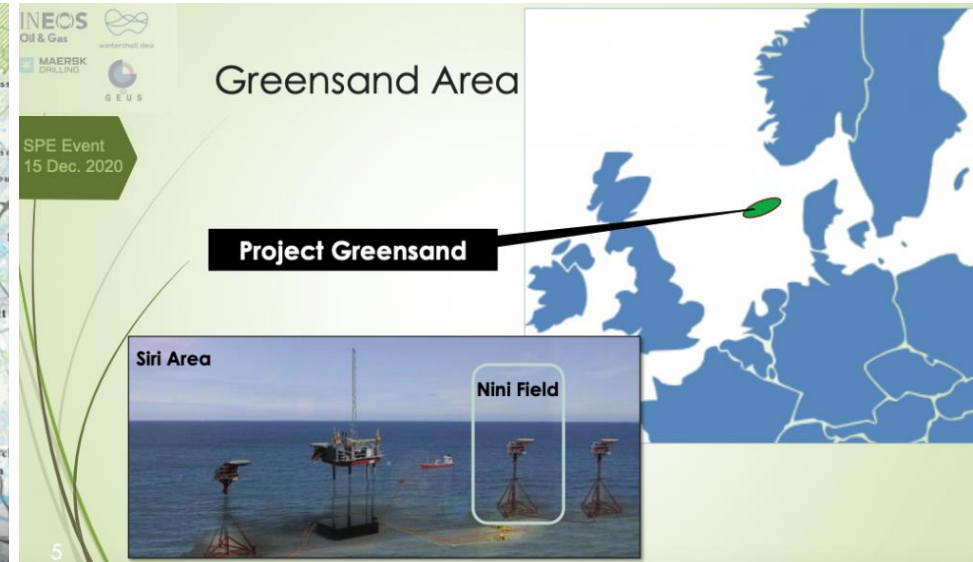 INEOS
Oil & Gas
wintershall dea
MAERSK
DRILLING
GEUS
Greensand Area
SPE Event
15 Dec. 2020
Project Greensand
Siri Area
Nini Field
5